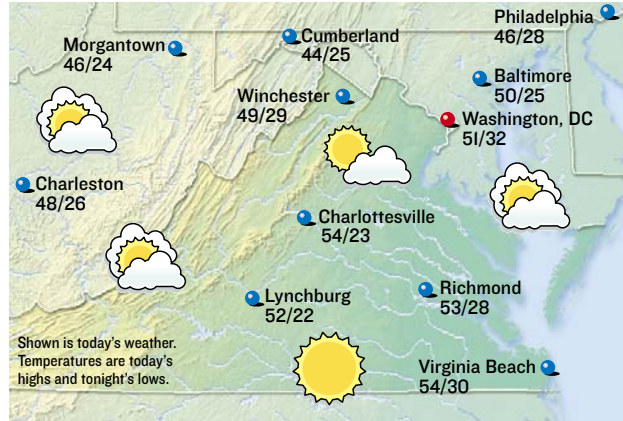 Philadelphia
46/28
Morgantown
46/24
Cumberland
44/25
Baltimore
50/25
Winchester
49/29
Washington, DC
51/32
Charleston
48/26
Charlottesville
54/23
Lynchburg
52/22
Richmond
53/28
Shown is today's weather.
Temperatures are today's
highs and tonight's lows.
Virginia Beach
54/30